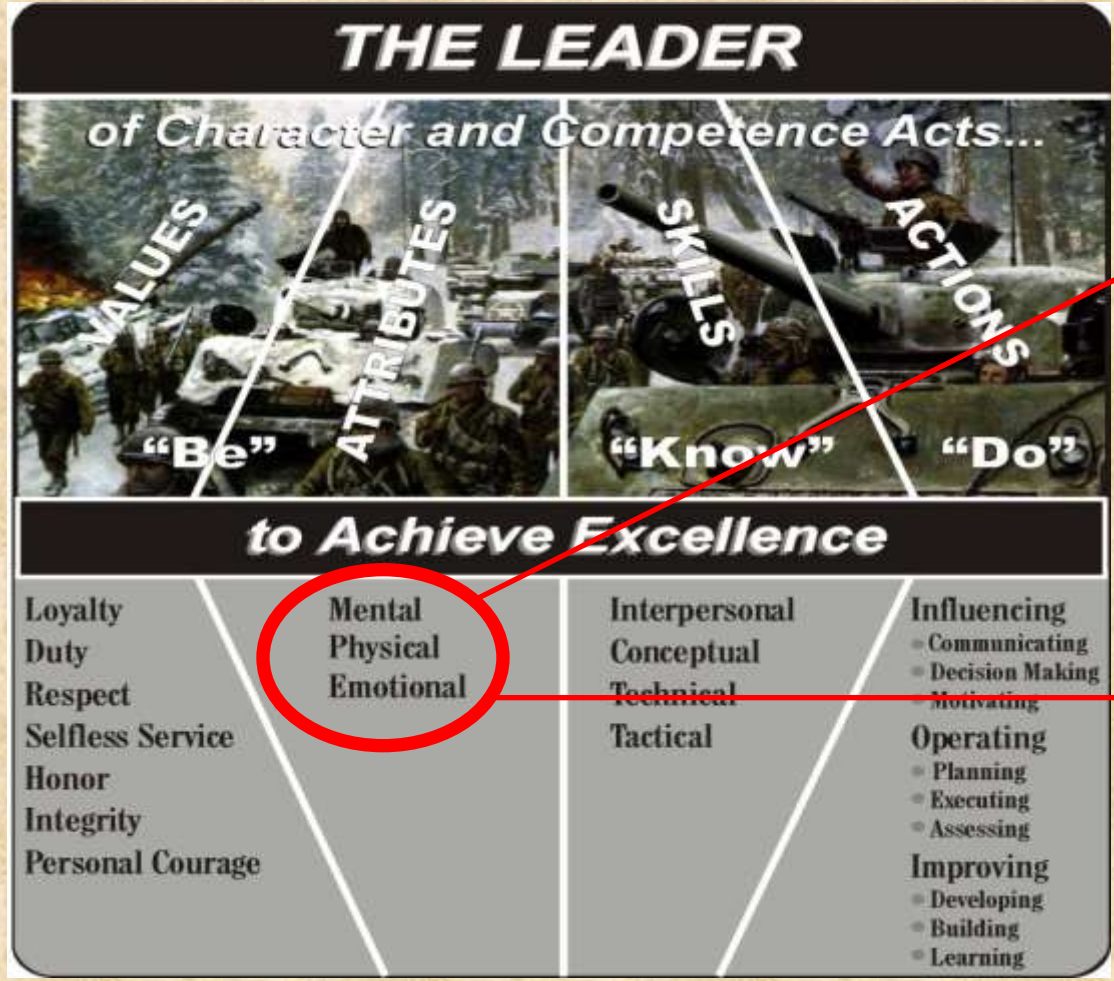 THE LEADER
of Character and Competence Acts...
VALUES
ATTRIBUTES
SKILLS
ACTIONS
“Be”
“Know”
“Do”
to Achieve Excellence
Loyalty
Duty
Respect
Selfless Service
Honor
Integrity
Personal Courage
Mental
Physical
Emotional
Interpersonal
Conceptual
Technical
Tactical
Influencing
Communicating
Decision Making
Motivating
Operating
Planning
Executing
Assessing
Improving
Developing
Building
Learning